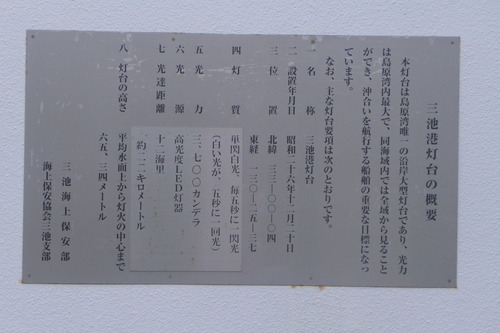 三池港灯台の概要
本灯台は島原湾唯一の沿岸大型灯台であり、光力
は島原湾内最大で、同海域内では全域から見ること
ができ、沖合いを航行する船舶の重要な目標になっ
ています。
なお、主な灯台要項は次のとおりです。
一 名称 三池港灯台
二 設置年月日 昭和二十六年十二月二十日
三 位置 北緯 三三-〇〇-〇四
東経 一三〇-二五-三七
四 灯質 単閃白光 毎五秒に一閃光
(白い光が、五秒に一回光)
五 光力 三、七〇〇カンデラ
六 光源 高光度LED灯器
七 光達距離 十二海里
約二二キロメートル
八 灯台の高さ 平均水面上から灯火の中心まで
六五、三四メートル
三池海上保安部
海上保安協会三池支部